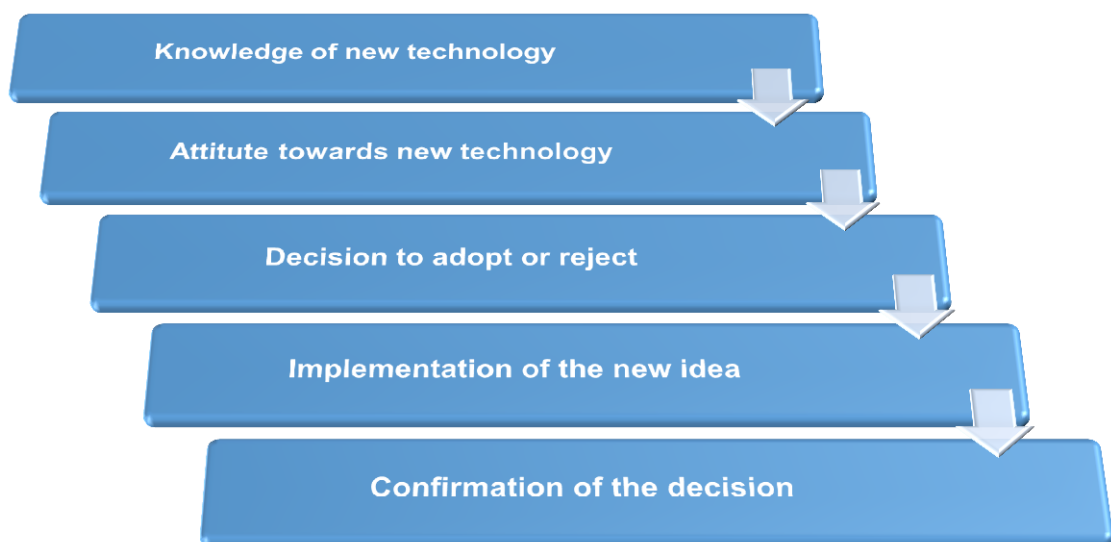 Knowledge of new technology
Attitute towards new technology
Decision to adopt or reject
Implementation of the new idea
Confirmation of the decision